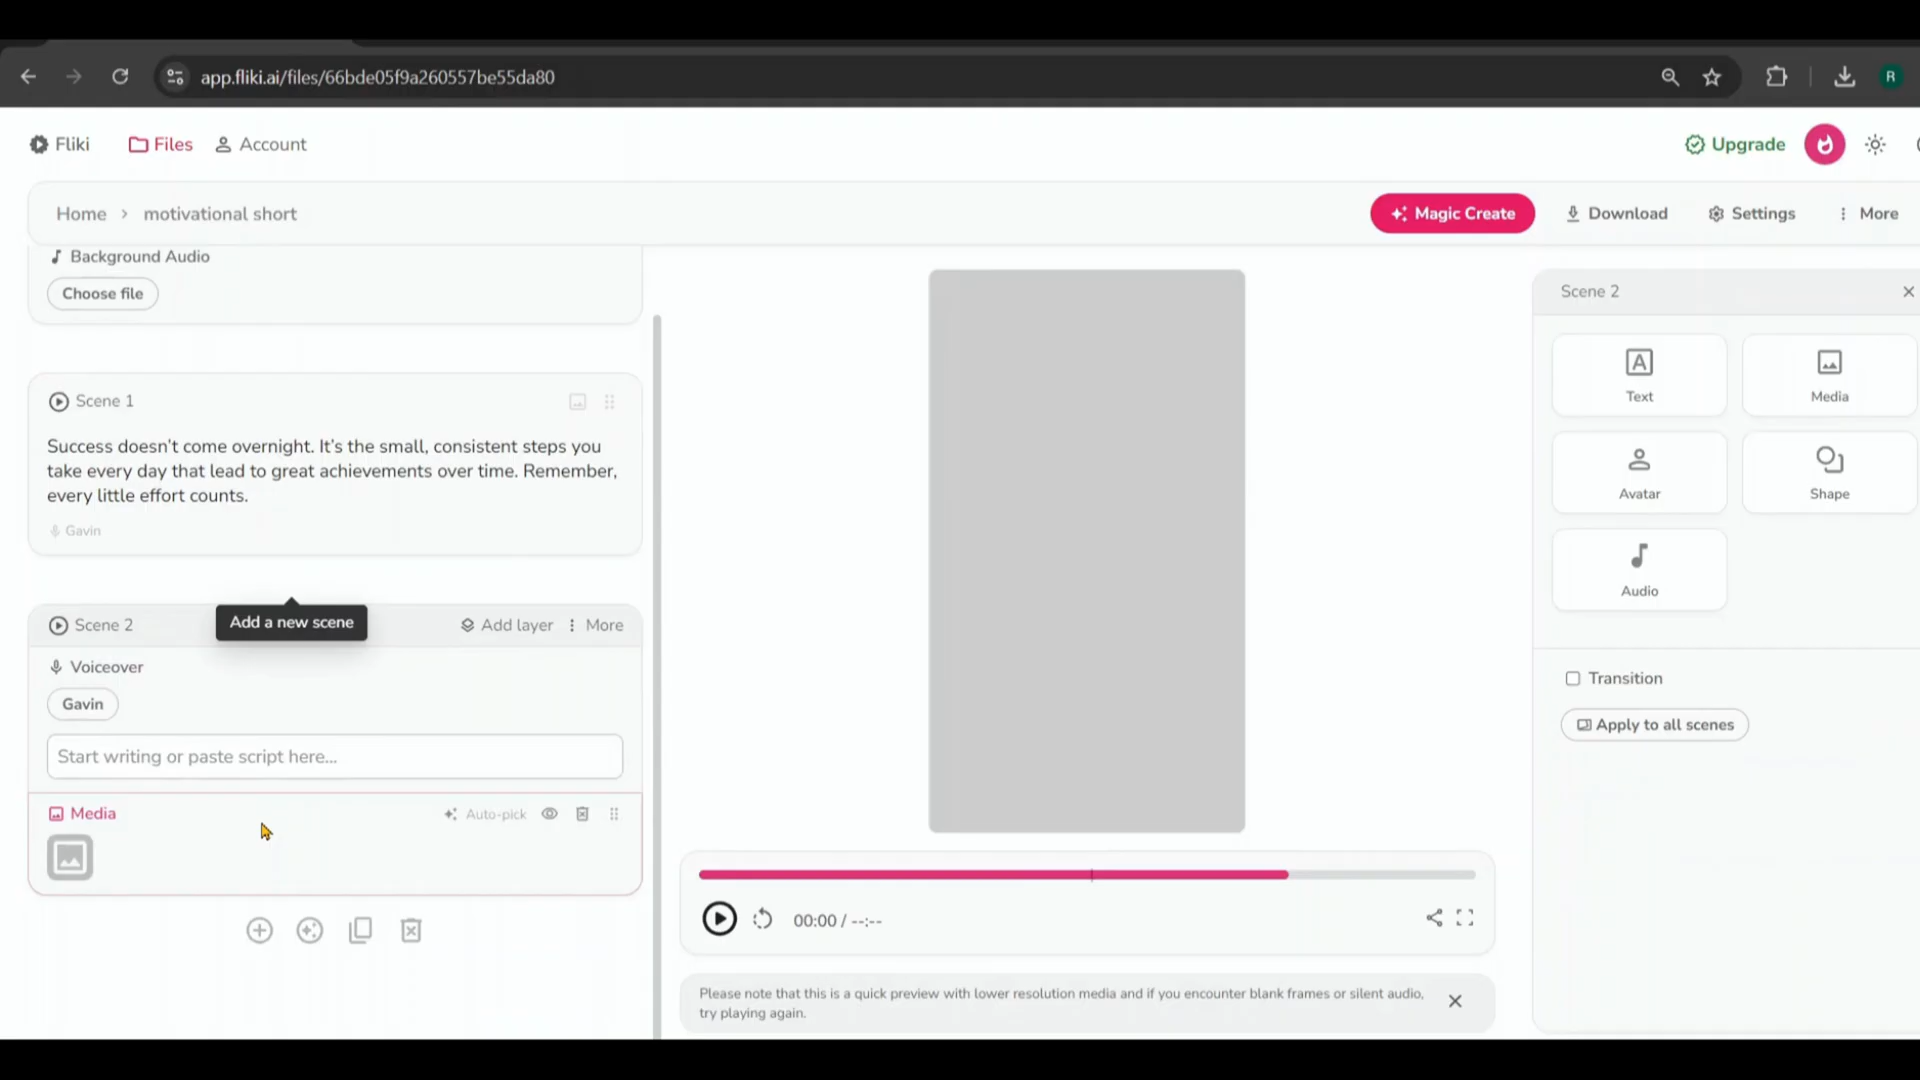 app.fliki.ai/files/66bde05f9a260557be55da80
R
Fliki
Files
Account
Upgrade
Home > motivational short
Magic Create
Download
Settings
More
Background Audio
Choose file
Scene 1
Success doesn't come overnight. It's the small, consistent steps you
take every day that lead to great achievements over time. Remember,
every little effort counts.
Gavin
Scene 2
Add a new scene
Add layer
More
Voiceover
Gavin
Start writing or paste script here...
Media
Auto-pick
00:00 / --:--
Please note that this is a quick preview with lower resolution media and if you encounter blank frames or silent audio,
try playing again.
Scene 2
Text
Media
Avatar
Shape
Audio
Transition
Apply to all scenes